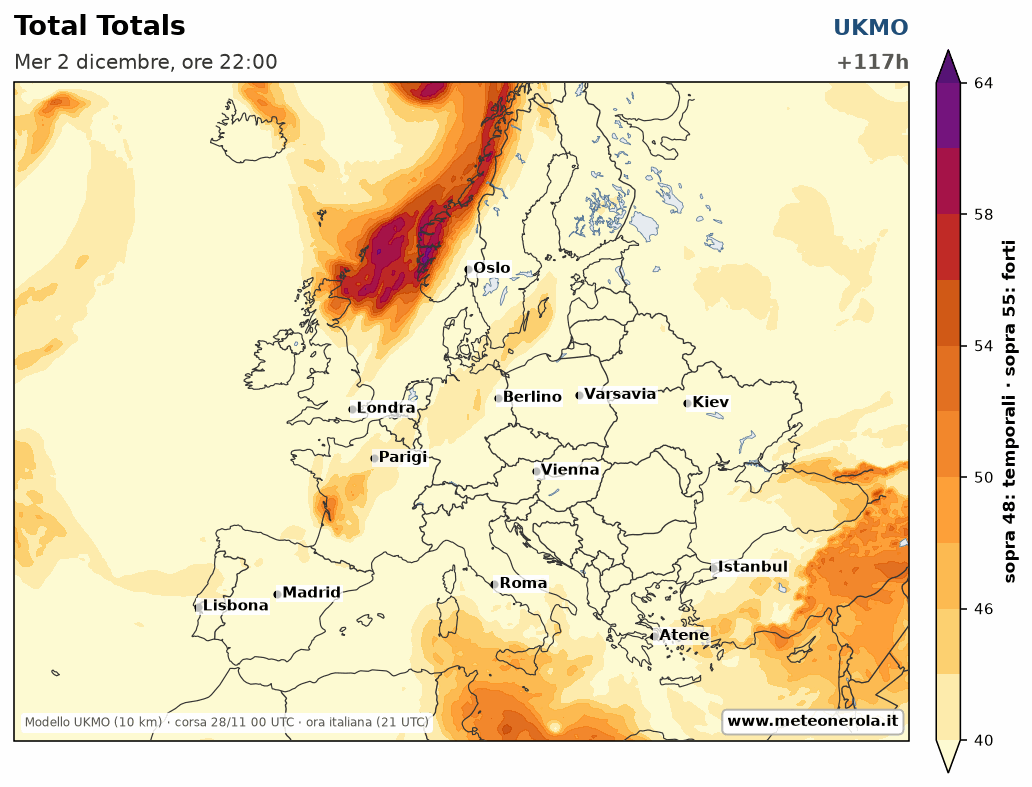 Total Totals
UKMO
Mer 2 dicembre, ore 22:00
+117h
64
58
54
50
46
40
sopra 48: temporali · sopra 55: forti
Oslo
Berlino
Varsavia
Kiev
Londra
Parigi
Vienna
Istanbul
Roma
Madrid
Lisbona
Atene
Modello UKMO (10 km) · corsa 28/11 00 UTC · ora italiana (21 UTC)
www.meteonerola.it